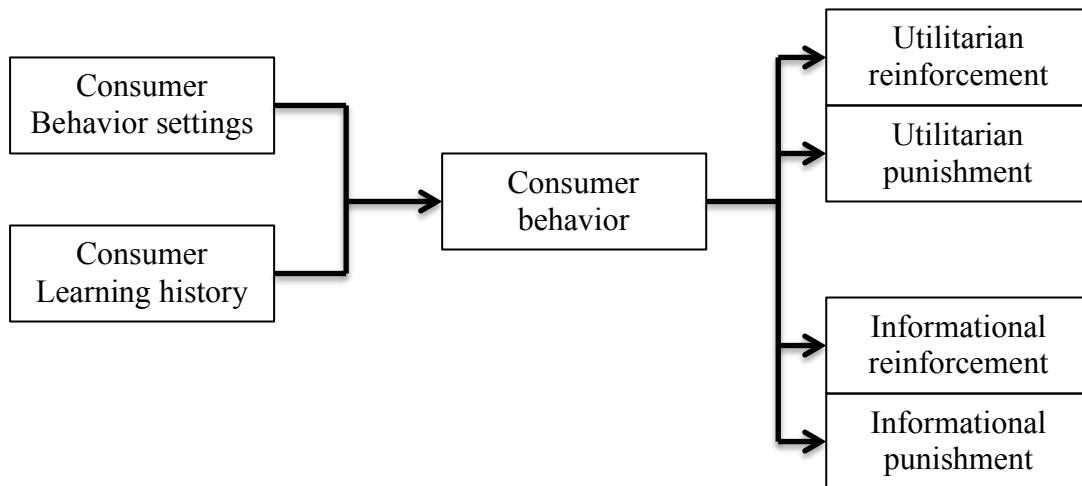 Consumer
Behavior settings
Consumer
Learning history
Consumer
behavior
Utilitarian
reinforcement
Utilitarian
punishment
Informational
reinforcement
Informational
punishment